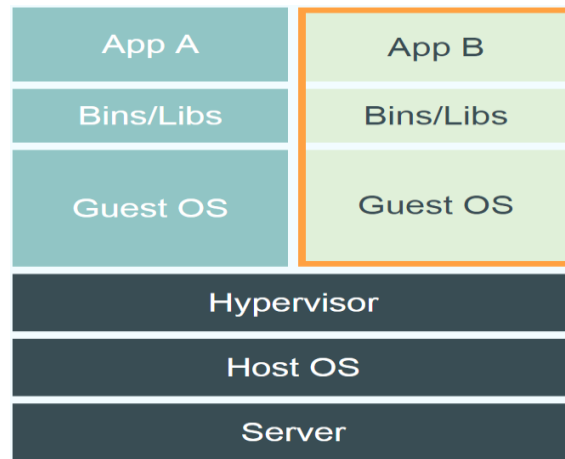 App A
App B
Bins/Libs
Bins/Libs
Guest OS
Guest OS
Hypervisor
Host OS
Server